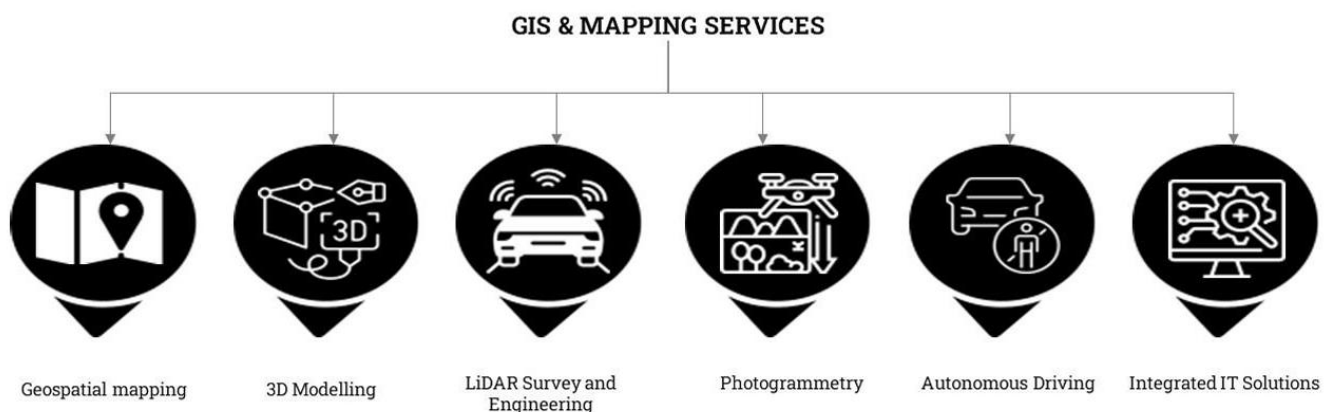 GIS & MAPPING SERVICES
3D
Geospatial mapping
3D Modelling
LiDAR Survey and
Engineering
Photogrammetry
Autonomous Driving
Integrated IT Solutions